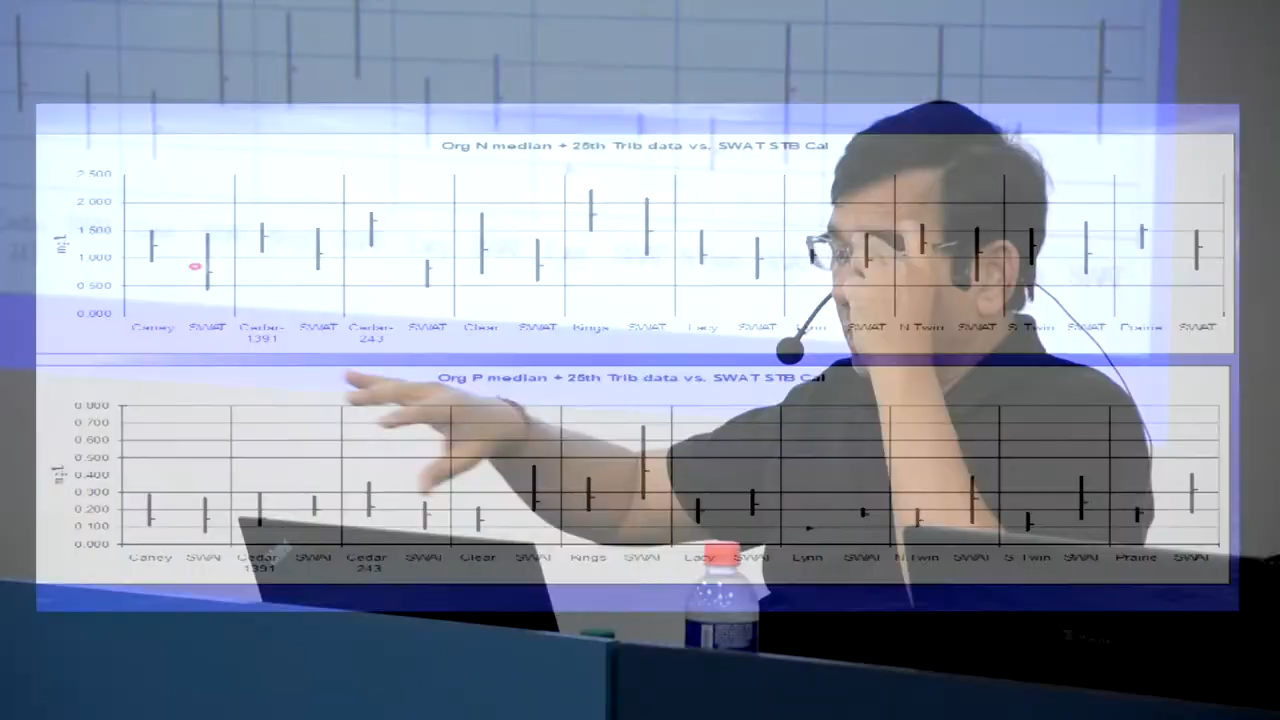 Org N median + 25th Trib data vs. SWAT STB Cal
2.500
2.000
1.500
1.000
0.500
0.000
mg/L
Caney SWAT Cedar- SWAT Cedar- SWAT Clear SWAT Kings SWAT Lacy SWAT Lynn SWAT N Twin SWAT S Twin SWAT Prairie SWAT
1391 243
Org P median + 25th Trib data vs. SWAT STB Cal
0.800
0.700
0.600
0.500
0.400
0.300
0.200
0.100
0.000
mg/L
Caney SWAT Cedar SWAT Cedar SWAT Clear SWAT Kings SWAT Lacy SWAT Lynn SWAT N Twin SWAT S Twin SWAT Prairie SWAT
1391 243